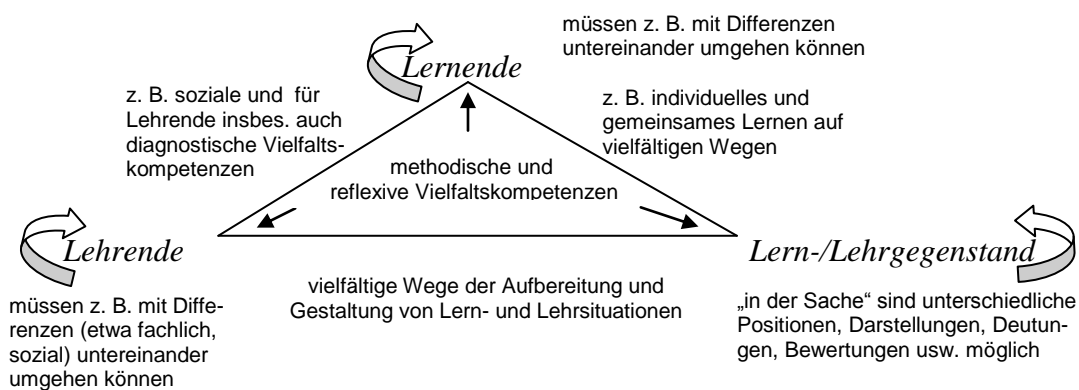 müssen z. B. mit Differenzen
untereinander umgehen können
Lernende
z. B. soziale und für
Lehrende insbes. auch
diagnostische Vielfalts-
kompetenzen
z. B. individuelles und
gemeinsames Lernen auf
vielfältigen Wegen
methodische und
reflexive Vielfaltskompetenzen
Lehrende
Lern-/Lehrgegenstand
müssen z. B. mit Diffe-
renzen (etwa fachlich,
sozial) untereinander
umgehen können
vielfältige Wege der Aufbereitung und
Gestaltung von Lern- und Lehrsituationen
„in der Sache“ sind unterschiedliche
Positionen, Darstellungen, Deutun-
gen, Bewertungen usw. möglich